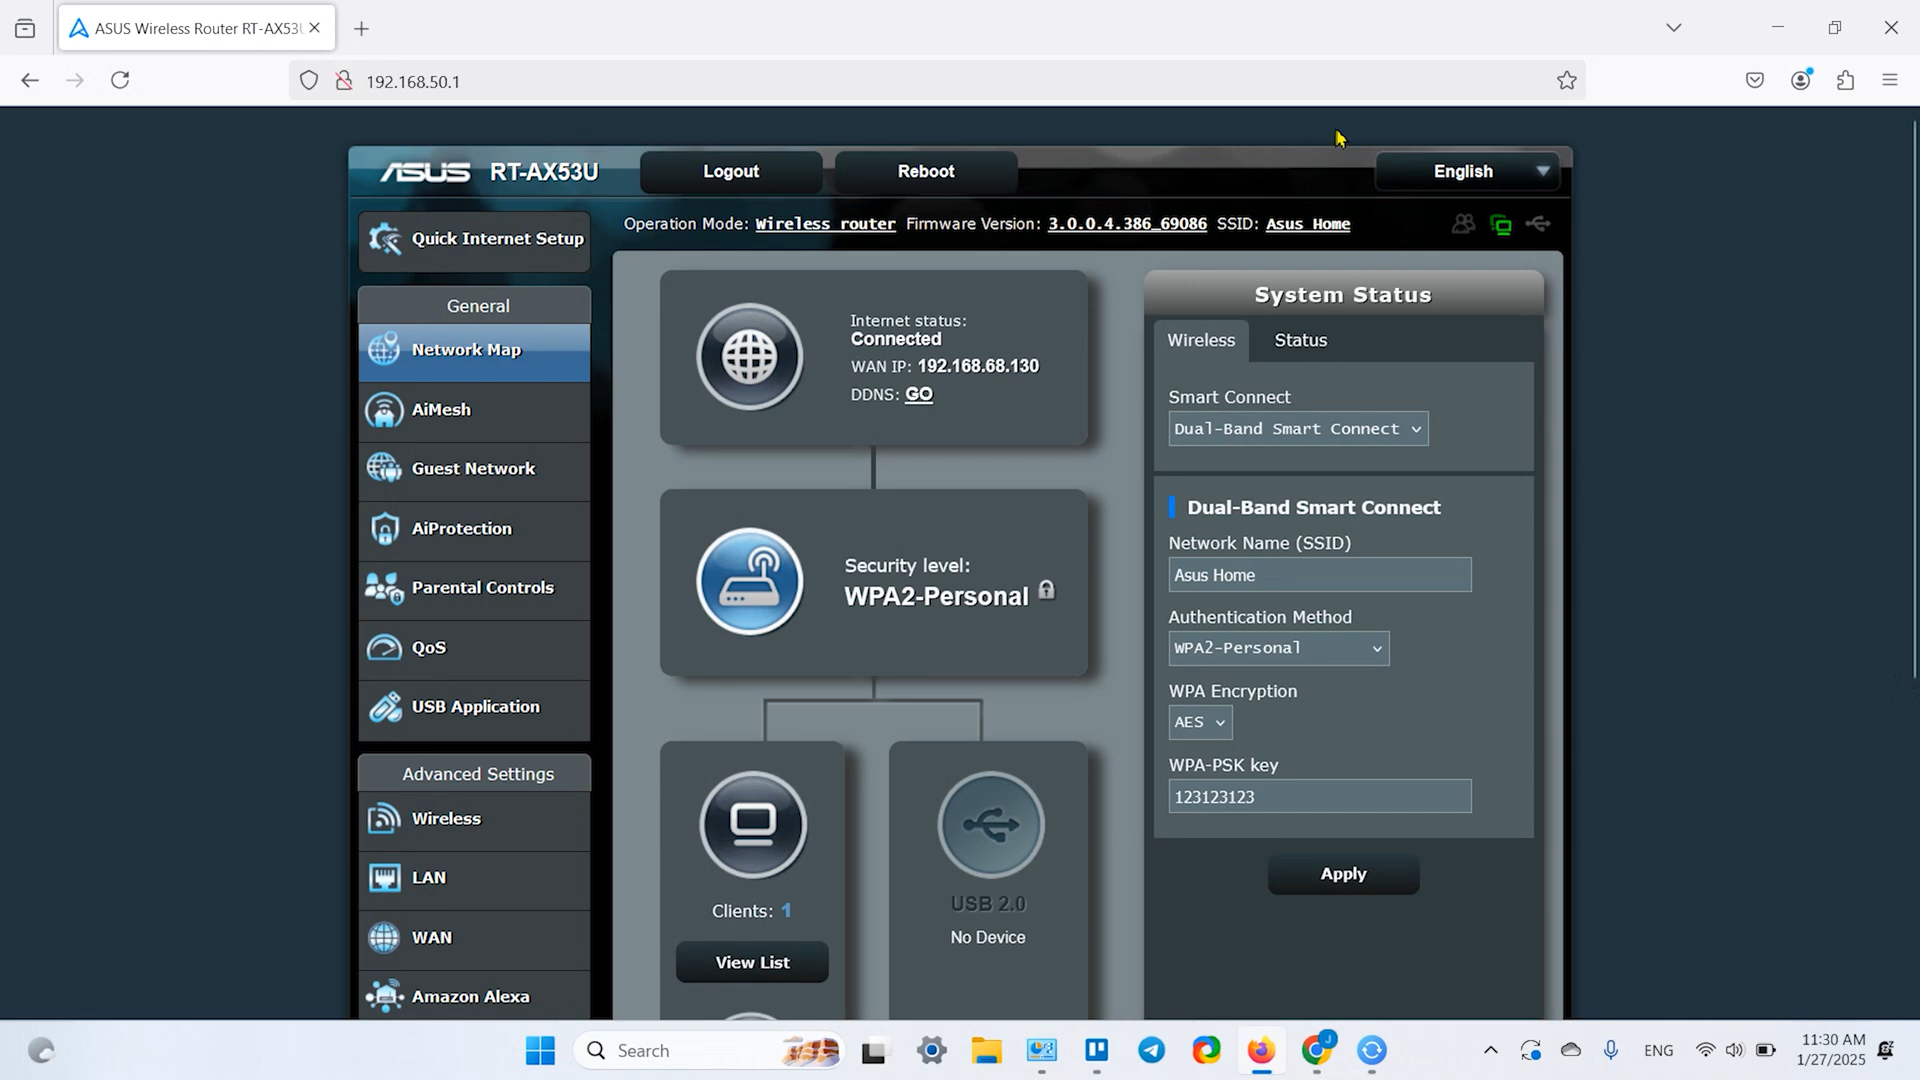 ASUS Wireless Router RT-AX53U
192.168.50.1
ASUS RT-AX53U Logout Reboot English
Operation Mode: Wireless router Firmware Version: 3.0.0.4.386_69086 SSID: Asus Home
Quick Internet Setup
General
Network Map
AiMesh
Guest Network
AiProtection
Parental Controls
QoS
USB Application
Advanced Settings
Wireless
LAN
WAN
Amazon Alexa
Internet status:
Connected
WAN IP: 192.168.68.130
DDNS: GO
Security level:
WPA2-Personal
Clients: 1
View List
USB 2.0
No Device
System Status
Wireless Status
Smart Connect
Dual-Band Smart Connect
Dual-Band Smart Connect
Network Name (SSID)
Asus Home
Authentication Method
WPA2-Personal
WPA Encryption
AES
WPA-PSK key
123123123
Apply
Search
J
ENG
11:30 AM
1/27/2025